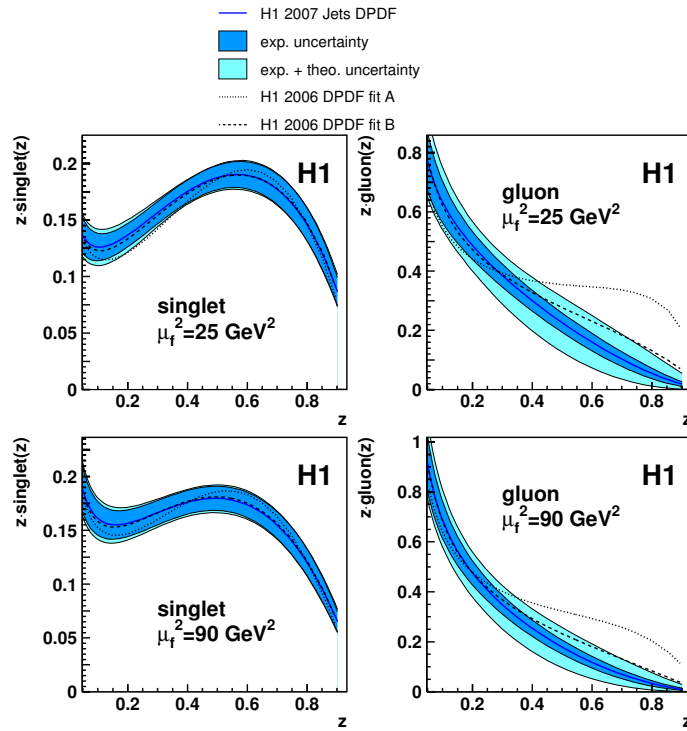 H1 2007 Jets DPDF
exp. uncertainty
exp. + theo. uncertainty
H1 2006 DPDF fit A
H1 2006 DPDF fit B
z·singlet(z)
0.2
0.15
0.1
0.05
0
H1
singlet
μf²=25 GeV²
0.2 0.4 0.6 0.8
z
z·gluon(z)
0.8
0.6
0.4
0.2
0
H1
gluon
μf²=25 GeV²
0.2 0.4 0.6 0.8
z
z·singlet(z)
0.2
0.15
0.1
0.05
0
H1
singlet
μf²=90 GeV²
0.2 0.4 0.6 0.8
z
z·gluon(z)
1
0.8
0.6
0.4
0.2
0
H1
gluon
μf²=90 GeV²
0.2 0.4 0.6 0.8
z